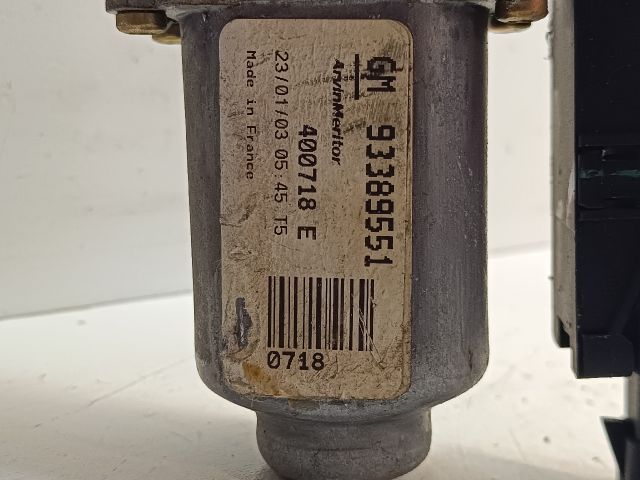 GM 93389551
ArvinMeritor
400718 E
23/01/03 05.45 T5
Made in France
0718